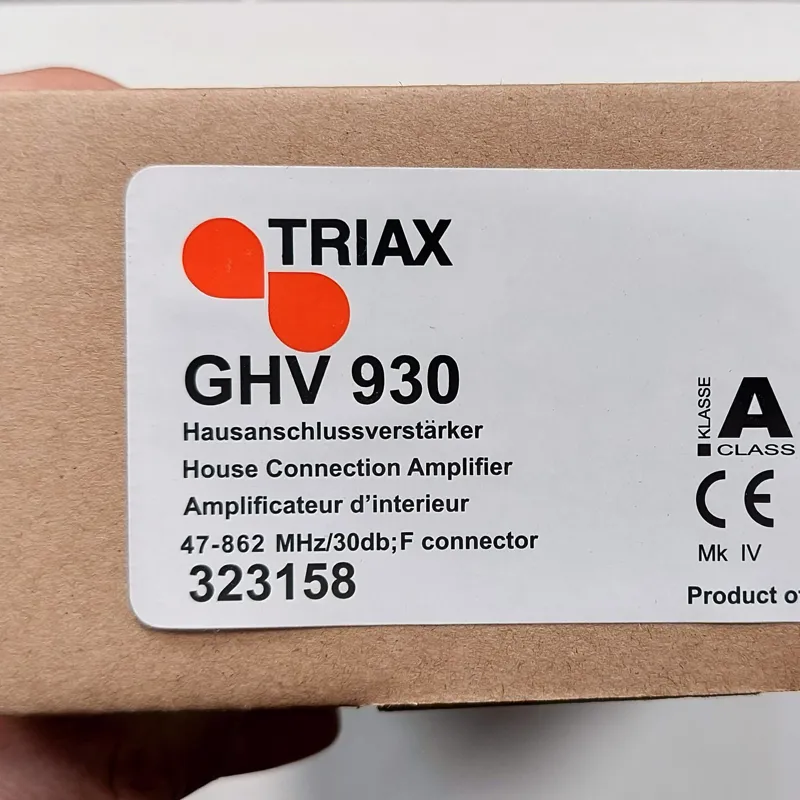 TRIAX
GHV 930
Hausanschlussverstärker
House Connection Amplifier
Amplificateur d'interieur
47-862 MHz/30db;F connector
323158
KLASSE
A
CLASS
CE
Mk IV
Product